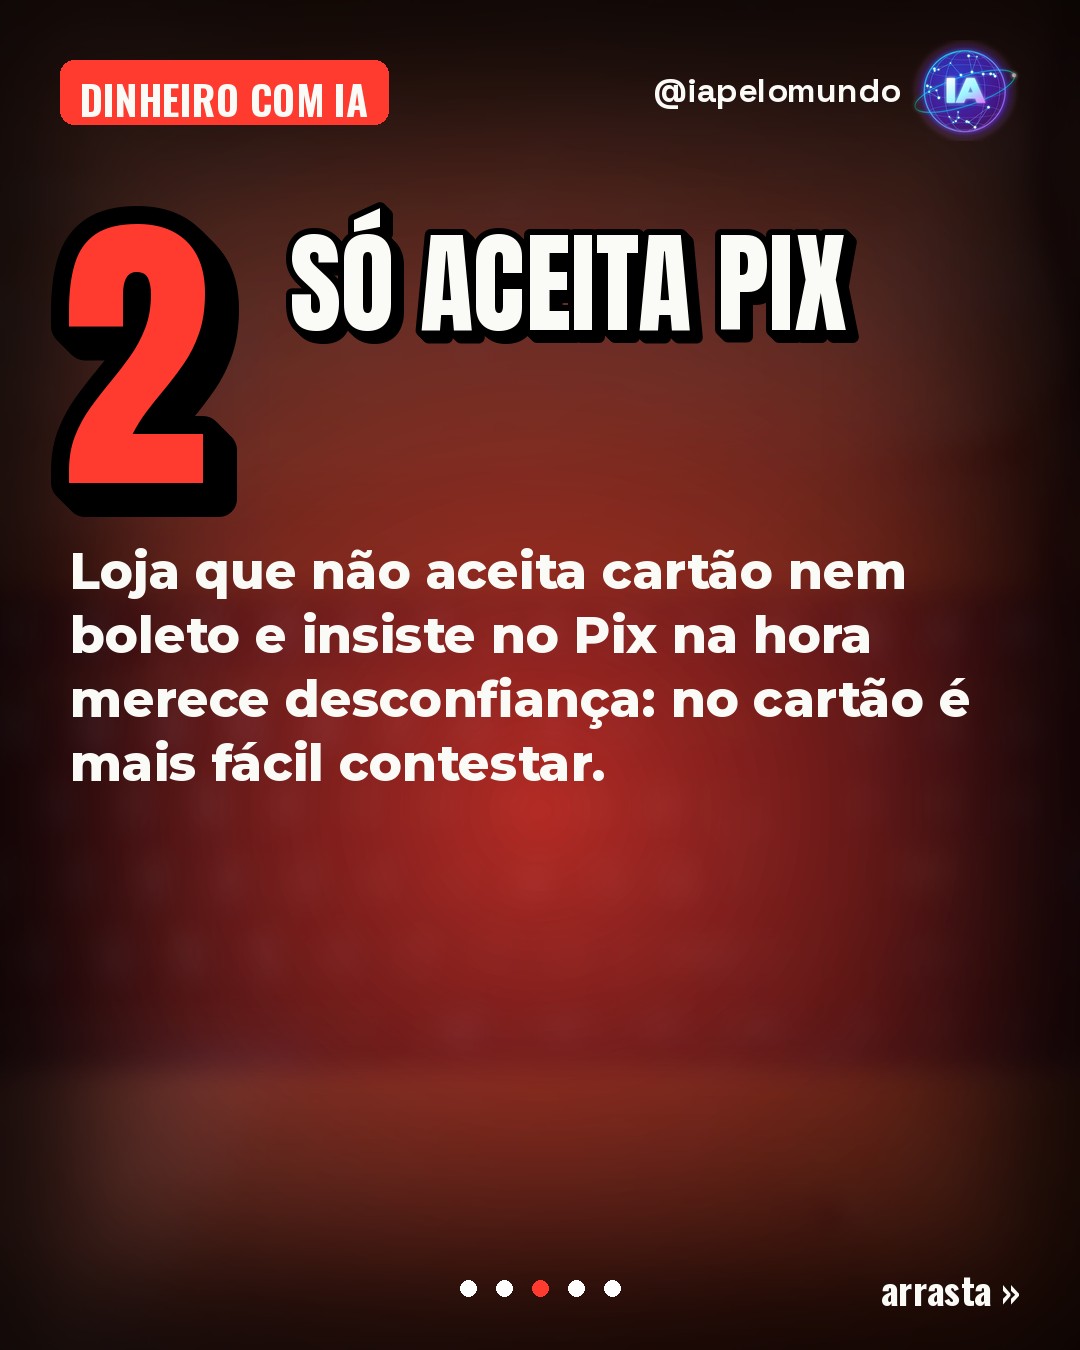 DINHEIRO COM IA
@iapelomundo
IA
2
SÓ ACEITA PIX
Loja que não aceita cartão nem
boleto e insiste no Pix na hora
merece desconfiança: no cartão é
mais fácil contestar.
arrasta »